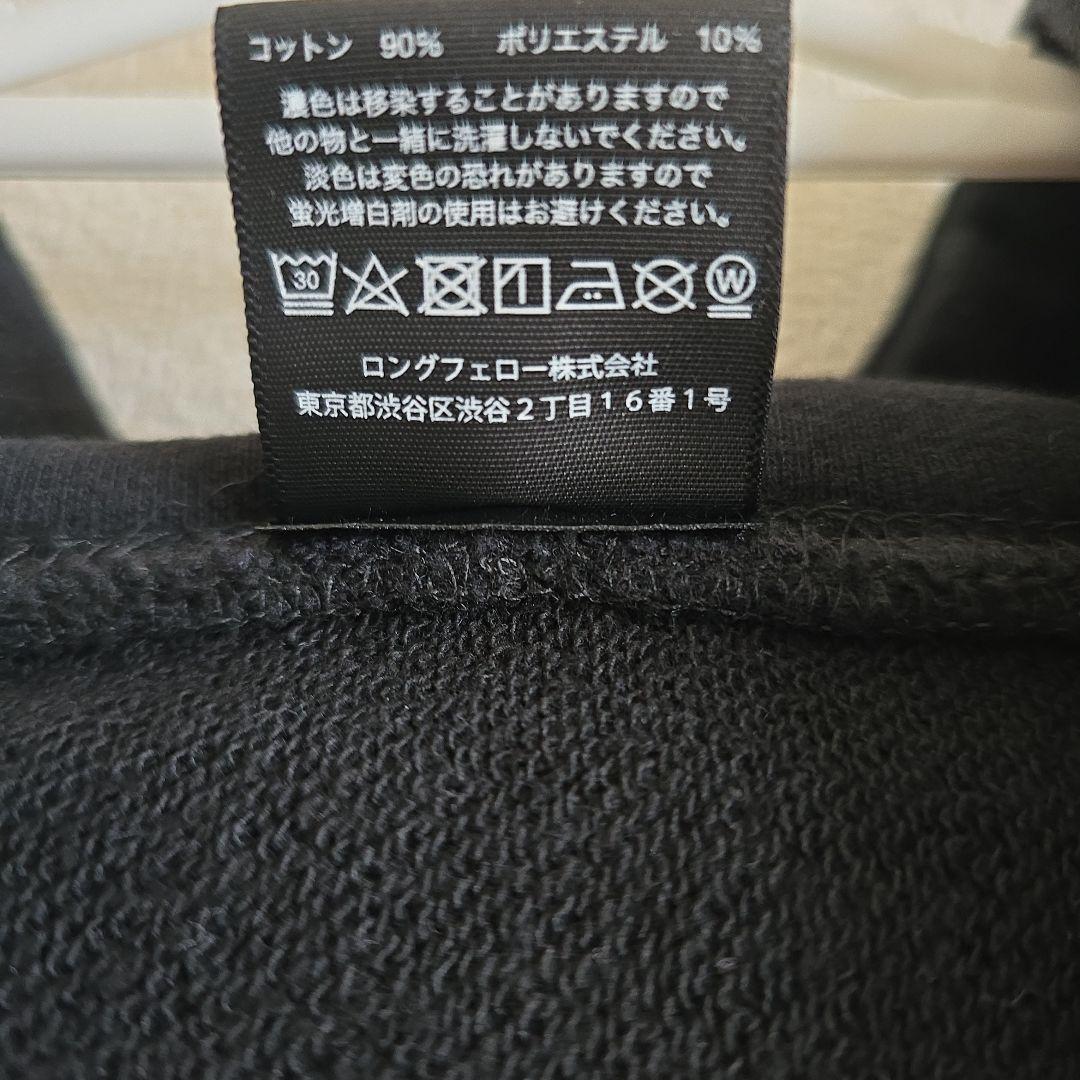 コットン 90% ポリエステル 10%
濃色は移染することがありますので
他の物と一緒に洗濯しないでください。
淡色は変色の恐れがありますので
蛍光増白剤の使用はお避けください。
30 W
ロングフェロー株式会社
東京都渋谷区渋谷2丁目16番1号